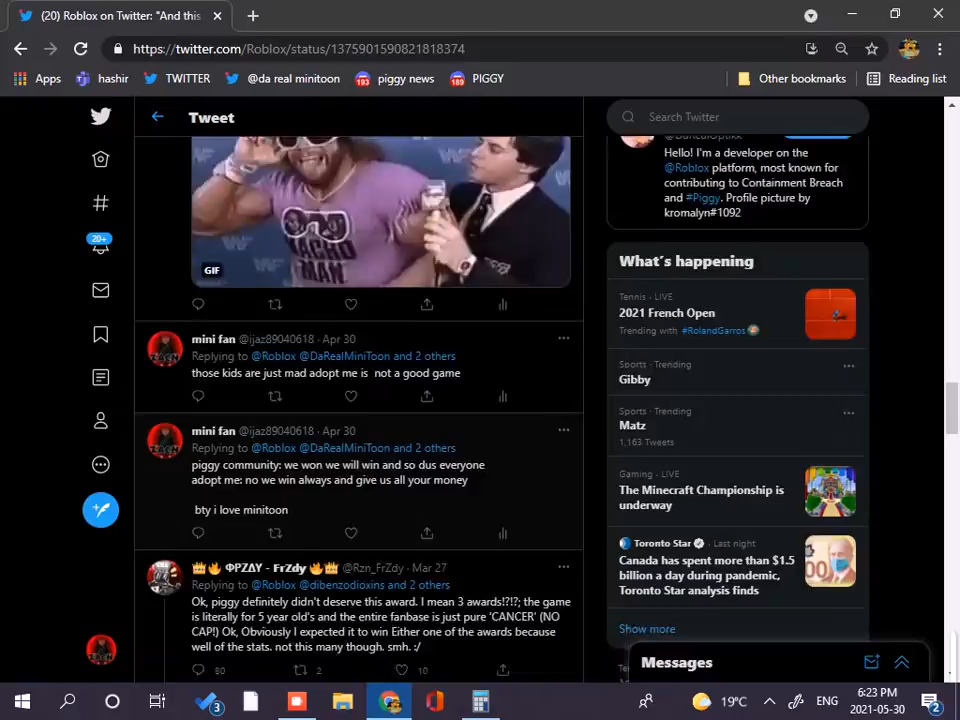 (20) Roblox on Twitter: "And this
https://twitter.com/Roblox/status/1375901590821818374
Apps
hashir
TWITTER
@da real minitoon
193
piggy news
189
PIGGY
Other bookmarks
Reading list
Tweet
Search Twitter
MACHO
MAN
GIF
Hello! I'm a developer on the
@Roblox platform, most known for
contributing to Containment Breach
and #Piggy. Profile picture by
kromalyn#1092
20+
What's happening
Tennis · LIVE
2021 French Open
Trending with #RolandGarros
Sports · Trending
Gibby
Sports · Trending
Matz
1,163 Tweets
Gaming · LIVE
The Minecraft Championship is
underway
Toronto Star · Last night
Canada has spent more than $1.5
billion a day during pandemic,
Toronto Star analysis finds
Show more
Messages
mini fan @ijaz89040618 · Apr 30
Replying to @Roblox @DaRealMiniToon and 2 others
those kids are just mad adopt me is  not a good game
mini fan @ijaz89040618 · Apr 30
Replying to @Roblox @DaRealMiniToon and 2 others
piggy community: we won we will win and so dus everyone
adopt me: no we win always and give us all your money
bty i love minitoon
ΦΡΖΔΥ - FrZdy @Rzn_FrZdy · Mar 27
Replying to @Roblox @dibenzodioxins and 2 others
Ok, piggy definitely didn't deserve this award. I mean 3 awards!?!?; the game
is literally for 5 year old's and the entire fanbase is just pure 'CANCER' (NO
CAP!) Ok, Obviously I expected it to win Either one of the awards because
well of the stats. not this many though. smh. :/
80
2
10
3
19°C
ENG
6:23 PM
2021-05-30
2